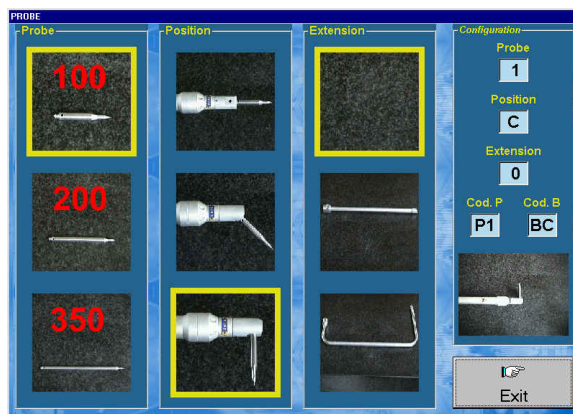 PROBE
Probe
100
200
350
Position
Extension
Configuration
Probe
1
Position
C
Extension
0
Cod. P Cod. B
P1 BC
Exit